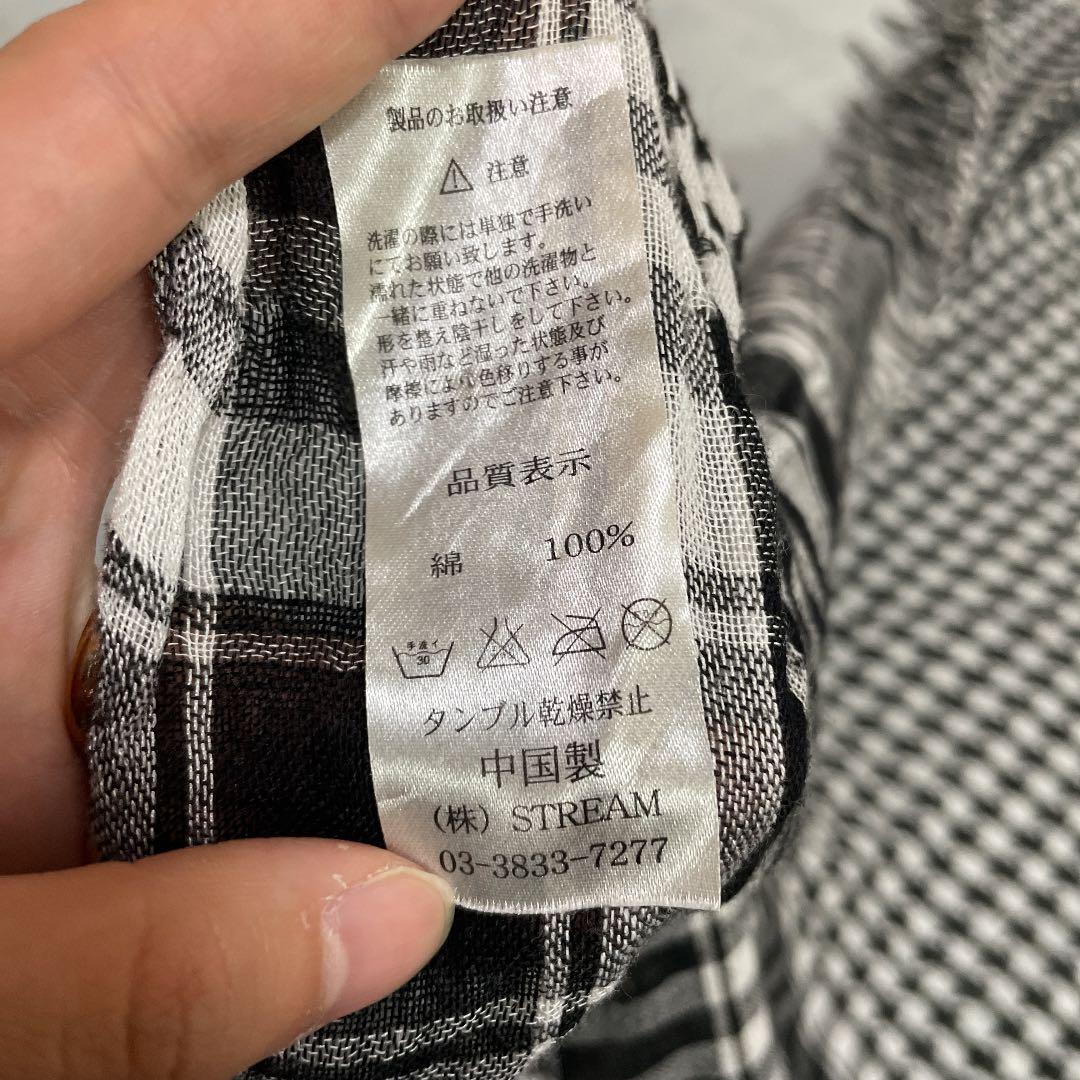 製品のお取扱い注意
注意
洗濯の際には単独で手洗い
にてお願い致します。
濡れた状態で他の洗濯物と
一緒に重ねないで下さい。
形を整え陰干しをして下さい。
汗や雨など湿った状態及び
摩擦により色移りする事が
ありますのでご注意下さい。
品質表示
綿 100%
手洗イ
30
タンブル乾燥禁止
中国製
(株) STREAM
03-3833-7277